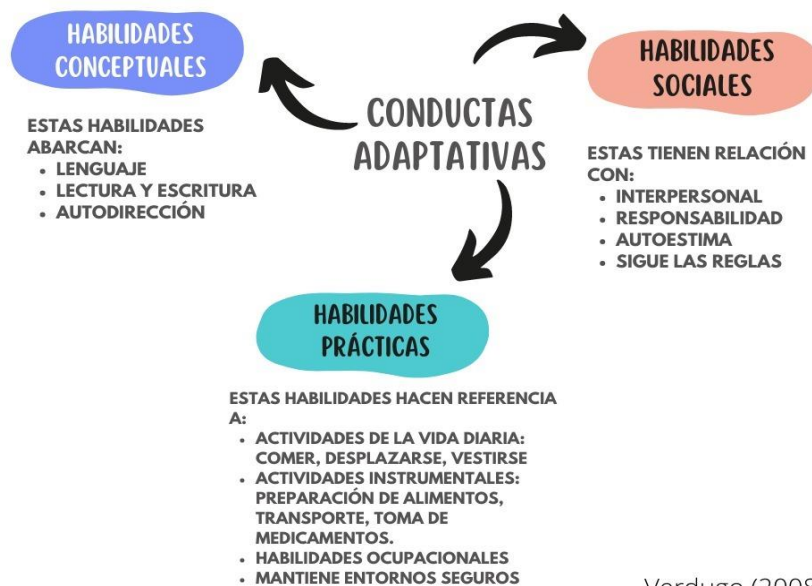 CONDUCTAS
ADAPTATIVAS
HABILIDADES
CONCEPTUALES
ESTAS HABILIDADES
ABARCAN:
• LENGUAJE
• LECTURA Y ESCRITURA
• AUTODIRECCIÓN
HABILIDADES
SOCIALES
ESTAS TIENEN RELACIÓN
CON:
• INTERPERSONAL
• RESPONSABILIDAD
• AUTOESTIMA
• SIGUE LAS REGLAS
HABILIDADES
PRÁCTICAS
ESTAS HABILIDADES HACEN REFERENCIA
A:
• ACTIVIDADES DE LA VIDA DIARIA:
COMER, DESPLAZARSE, VESTIRSE
• ACTIVIDADES INSTRUMENTALES:
PREPARACIÓN DE ALIMENTOS,
TRANSPORTE, TOMA DE
MEDICAMENTOS.
• HABILIDADES OCUPACIONALES
• MANTIENE ENTORNOS SEGUROS
Verdugo